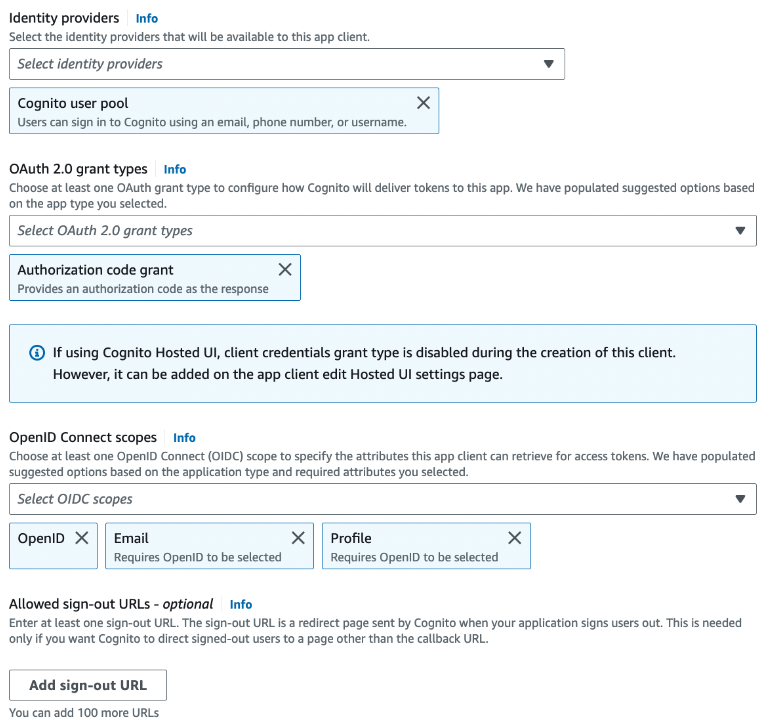 Identity providers Info
Select the identity providers that will be available to this app client.
Select identity providers
Cognito user pool
Users can sign in to Cognito using an email, phone number, or username.
OAuth 2.0 grant types Info
Choose at least one OAuth grant type to configure how Cognito will deliver tokens to this app. We have populated suggested options based
on the app type you selected.
Select OAuth 2.0 grant types
Authorization code grant
Provides an authorization code as the response
If using Cognito Hosted UI, client credentials grant type is disabled during the creation of this client.
However, it can be added on the app client edit Hosted UI settings page.
OpenID Connect scopes Info
Choose at least one OpenID Connect (OIDC) scope to specify the attributes this app client can retrieve for access tokens. We have populated
suggested options based on the application type and required attributes you selected.
Select OIDC scopes
OpenID Email Profile
Requires OpenID to be selected Requires OpenID to be selected
Allowed sign-out URLs - optional Info
Enter at least one sign-out URL. The sign-out URL is a redirect page sent by Cognito when your application signs users out. This is needed
only if you want Cognito to direct signed-out users to a page other than the callback URL.
Add sign-out URL
You can add 100 more URLs